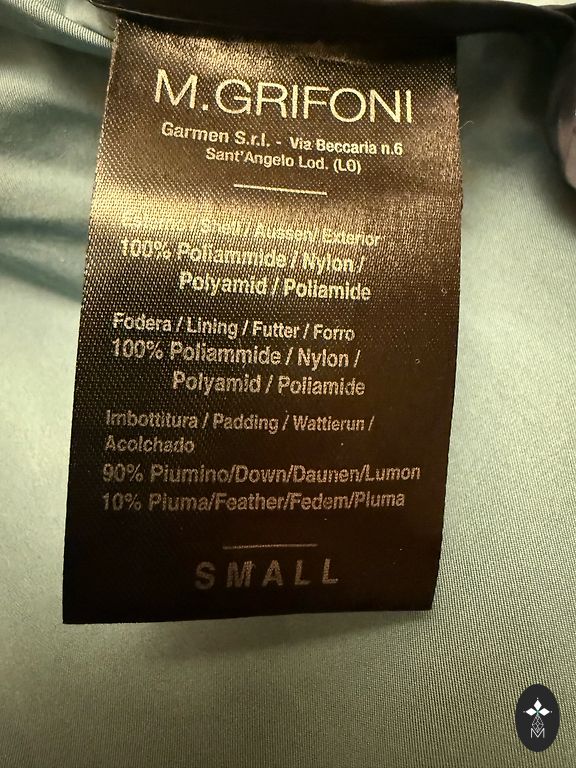 M.GRIFONI
Garmen S.r.l. - Via Beccaria n.6
Sant'Angelo Lod. (LO)
/ Shell / Aussen/ Exterior
100% Poliammide / Nylon /
Polyamid / Poliamide
Fodera / Lining / Futter / Forro
100% Poliammide / Nylon /
Polyamid / Poliamide
Imbottitura / Padding / Wattierun /
Acolchado
90% Piumino/Down/Daunen/Lumon
10% Piuma/Feather/Fedem/Pluma
SMALL
M